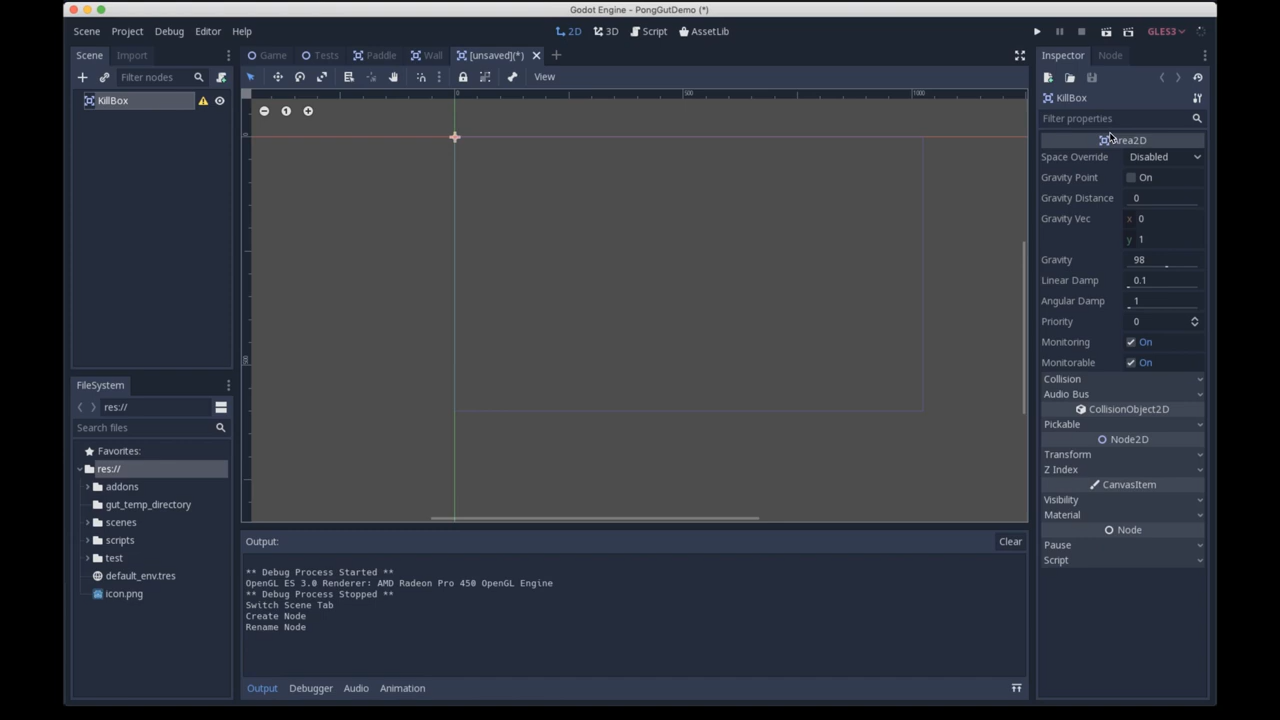 Godot Engine - PongGutDemo (*)
Scene Project Debug Editor Help
2D 3D Script AssetLib
GLES3
Scene Import
Game Tests Paddle Wall [unsaved](*)
Inspector Node
Filter nodes
View
KillBox
KillBox
Filter properties
0 500 1000
0
500
Area2D
Space Override Disabled
Gravity Point On
Gravity Distance 0
Gravity Vec x 0
y 1
Gravity 98
Linear Damp 0.1
Angular Damp 1
Priority 0
Monitoring On
Monitorable On
Collision
Audio Bus
CollisionObject2D
Pickable
Node2D
Transform
Z Index
CanvasItem
Visibility
Material
Node
Pause
Script
FileSystem
res://
Search files
Favorites:
res://
addons
gut_temp_directory
scenes
scripts
test
default_env.tres
icon.png
Output:
Clear
** Debug Process Started **
OpenGL ES 3.0 Renderer: AMD Radeon Pro 450 OpenGL Engine
** Debug Process Stopped **
Switch Scene Tab
Create Node
Rename Node
Output Debugger Audio Animation